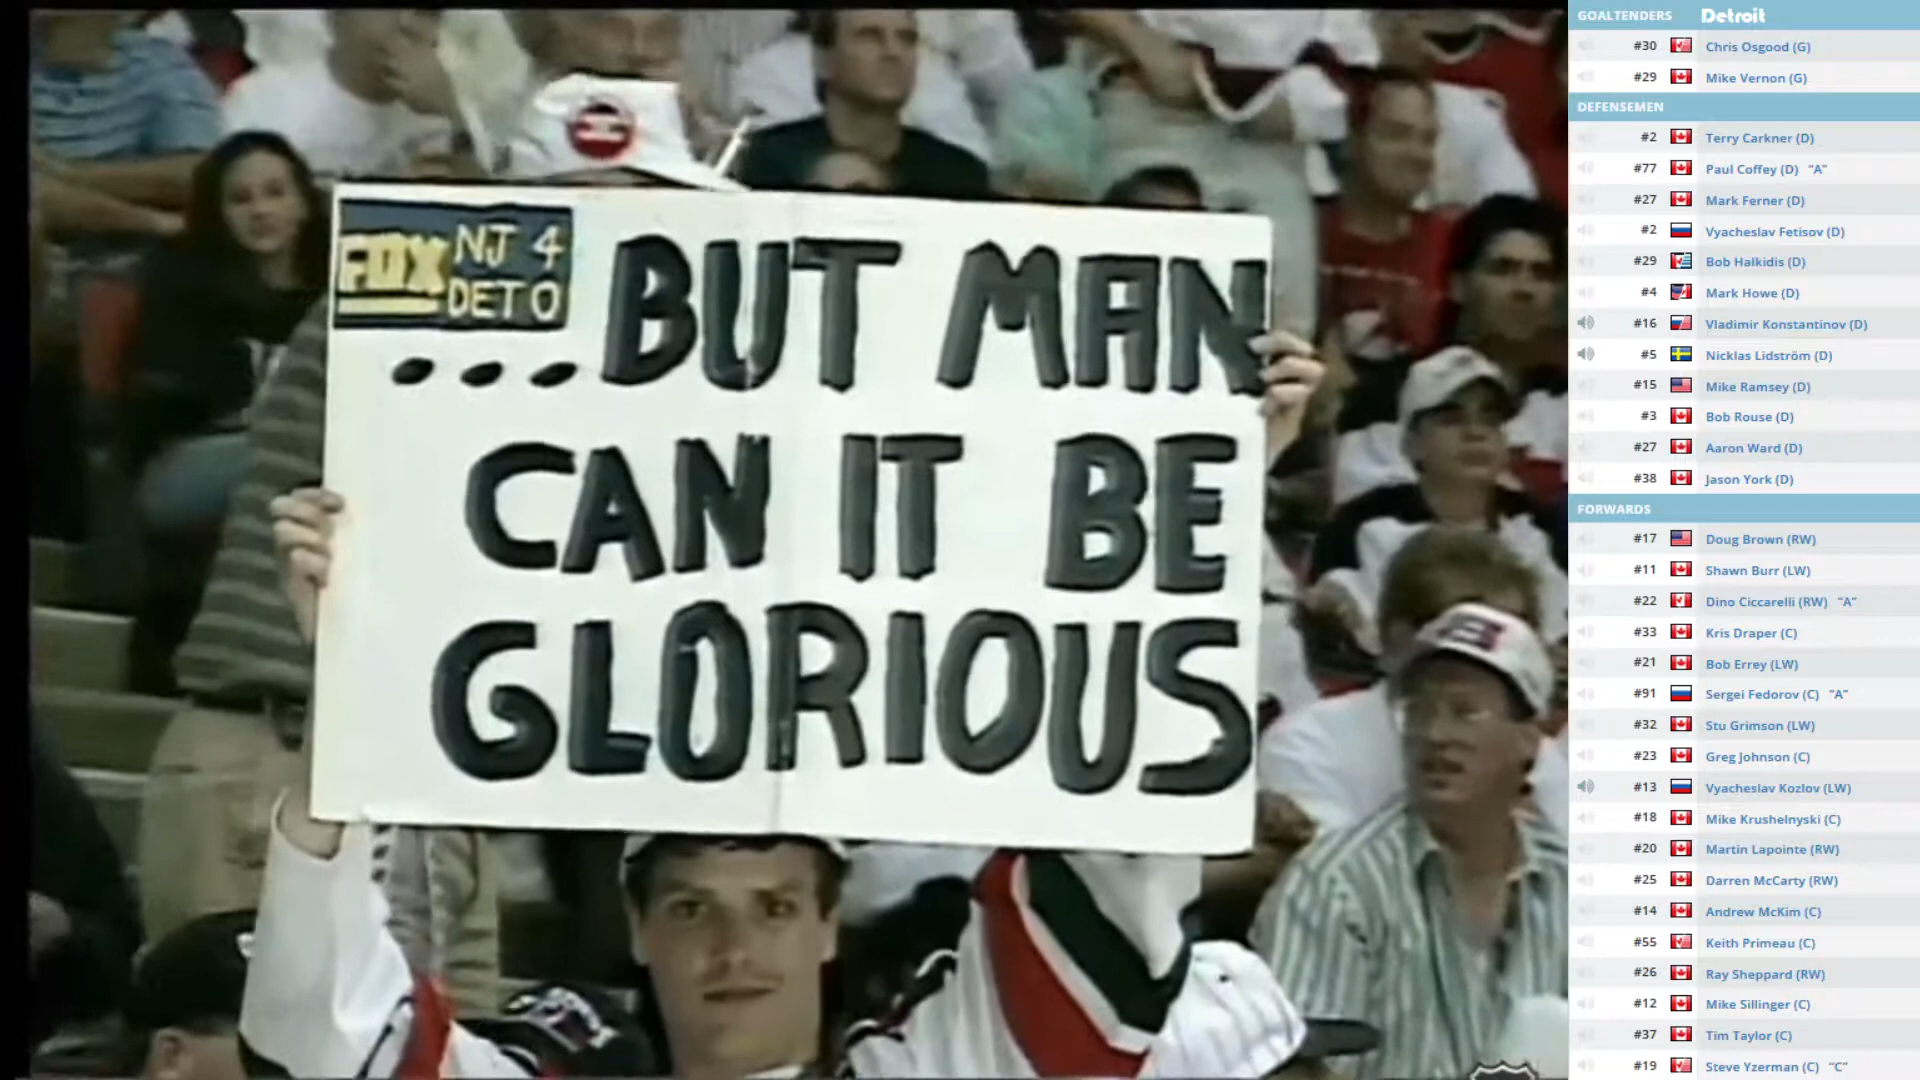 FOX NJ 4
DET 0
....BUT MAN
CAN IT BE
GLORIOUS
GOALTENDERS Detroit
#30 Chris Osgood (G)
#29 Mike Vernon (G)
DEFENSEMEN
#2 Terry Carkner (D)
#77 Paul Coffey (D) "A"
#27 Mark Ferner (D)
#2 Vyacheslav Fetisov (D)
#29 Bob Halkidis (D)
#4 Mark Howe (D)
#16 Vladimir Konstantinov (D)
#5 Nicklas Lidström (D)
#15 Mike Ramsey (D)
#3 Bob Rouse (D)
#27 Aaron Ward (D)
#38 Jason York (D)
FORWARDS
#17 Doug Brown (RW)
#11 Shawn Burr (LW)
#22 Dino Ciccarelli (RW) "A"
#33 Kris Draper (C)
#21 Bob Errey (LW)
#91 Sergei Fedorov (C) "A"
#32 Stu Grimson (LW)
#23 Greg Johnson (C)
#13 Vyacheslav Kozlov (LW)
#18 Mike Krushelnyski (C)
#20 Martin Lapointe (RW)
#25 Darren McCarty (RW)
#14 Andrew McKim (C)
#55 Keith Primeau (C)
#26 Ray Sheppard (RW)
#12 Mike Sillinger (C)
#37 Tim Taylor (C)
#19 Steve Yzerman (C) "C"